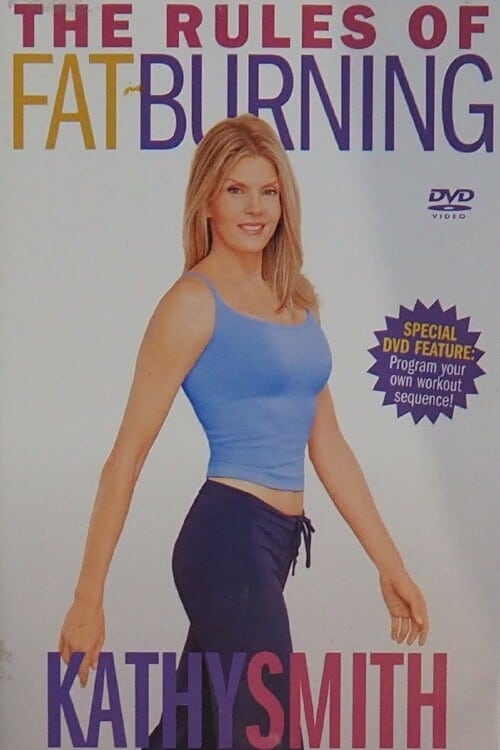 THE RULES OF
FATBURNING
DVD
VIDEO
SPECIAL
DVD FEATURE:
Program your
own workout
sequence!
KATHYSMITH